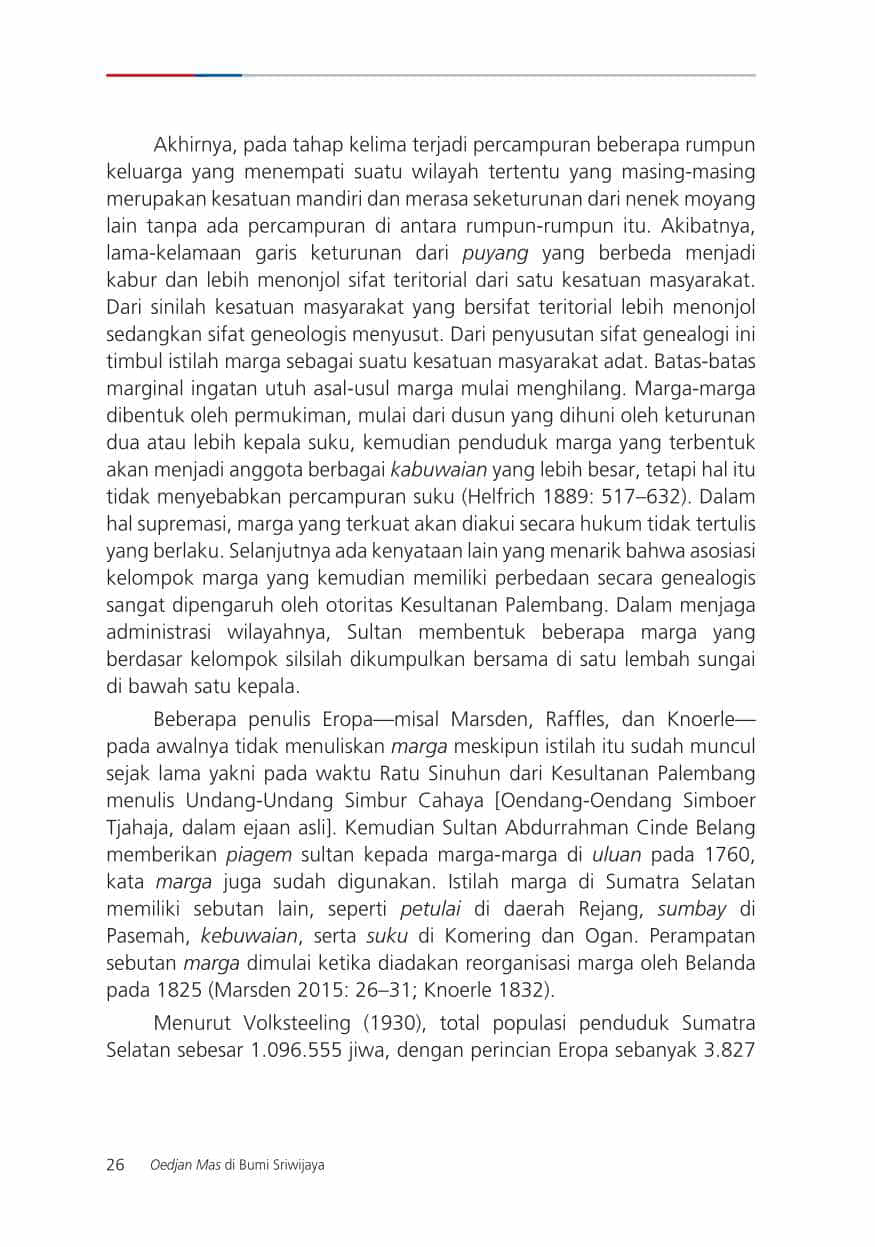 Akhirnya, pada tahap kelima terjadi percampuran beberapa rumpun
keluarga yang menempati suatu wilayah tertentu yang masing-masing
merupakan kesatuan mandiri dan merasa seketurunan dari nenek moyang
lain tanpa ada percampuran di antara rumpun-rumpun itu. Akibatnya,
lama-kelamaan garis keturunan dari puyang yang berbeda menjadi
kabur dan lebih menonjol sifat teritorial dari satu kesatuan masyarakat.
Dari sinilah kesatuan masyarakat yang bersifat teritorial lebih menonjol
sedangkan sifat geneologis menyusut. Dari penyusutan sifat genealogi ini
timbul istilah marga sebagai suatu kesatuan masyarakat adat. Batas-batas
marginal ingatan utuh asal-usul marga mulai menghilang. Marga-marga
dibentuk oleh permukiman, mulai dari dusun yang dihuni oleh keturunan
dua atau lebih kepala suku, kemudian penduduk marga yang terbentuk
akan menjadi anggota berbagai kabuwaian yang lebih besar, tetapi hal itu
tidak menyebabkan percampuran suku (Helfrich 1889: 517–632). Dalam
hal supremasi, marga yang terkuat akan diakui secara hukum tidak tertulis
yang berlaku. Selanjutnya ada kenyataan lain yang menarik bahwa asosiasi
kelompok marga yang kemudian memiliki perbedaan secara genealogis
sangat dipengaruh oleh otoritas Kesultanan Palembang. Dalam menjaga
administrasi wilayahnya, Sultan membentuk beberapa marga yang
berdasar kelompok silsilah dikumpulkan bersama di satu lembah sungai
di bawah satu kepala.
Beberapa penulis Eropa—misal Marsden, Raffles, dan Knoerle—
pada awalnya tidak menuliskan marga meskipun istilah itu sudah muncul
sejak lama yakni pada waktu Ratu Sinuhun dari Kesultanan Palembang
menulis Undang-Undang Simbur Cahaya [Oendang-Oendang Simboer
Tjahaja, dalam ejaan asli]. Kemudian Sultan Abdurrahman Cinde Belang
memberikan piagem sultan kepada marga-marga di uluan pada 1760,
kata marga juga sudah digunakan. Istilah marga di Sumatra Selatan
memiliki sebutan lain, seperti petulai di daerah Rejang, sumbay di
Pasemah, kebuwaian, serta suku di Komering dan Ogan. Perampatan
sebutan marga dimulai ketika diadakan reorganisasi marga oleh Belanda
pada 1825 (Marsden 2015: 26–31; Knoerle 1832).
Menurut Volksteeling (1930), total populasi penduduk Sumatra
Selatan sebesar 1.096.555 jiwa, dengan perincian Eropa sebanyak 3.827
26 Oedjan Mas di Bumi Sriwijaya